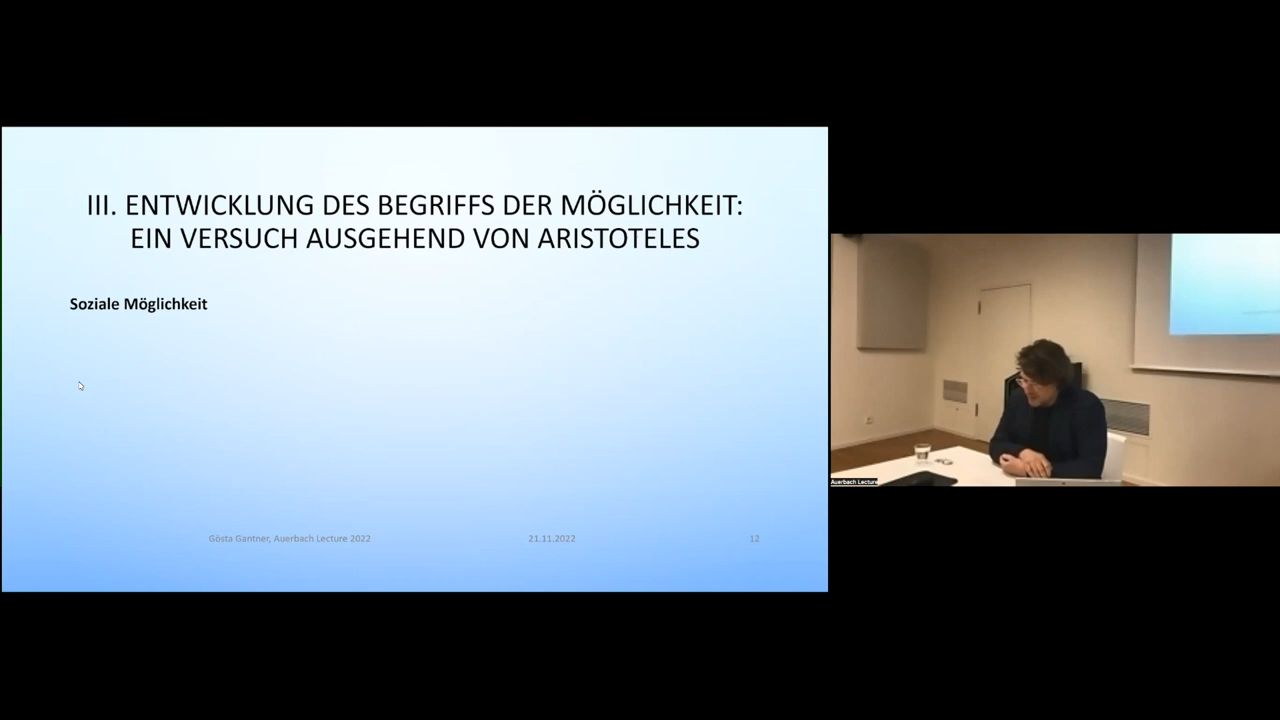 III. ENTWICKLUNG DES BEGRIFFS DER MÖGLICHKEIT:
EIN VERSUCH AUSGEHEND VON ARISTOTELES
Soziale Möglichkeit
Gösta Gantner, Auerbach Lecture 2022
21.11.2022
12
Auerbach Lecture